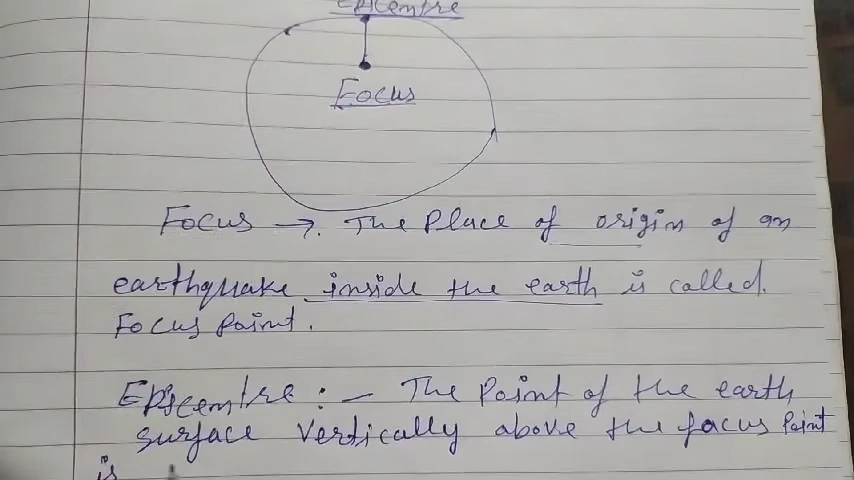 Epicentre
Focus
Focus →. The Place of origin of an
earthquake inside the earth is called.
Focus Point.
Epicentre : – The Point of the earth
surface vertically above the focus Point
is